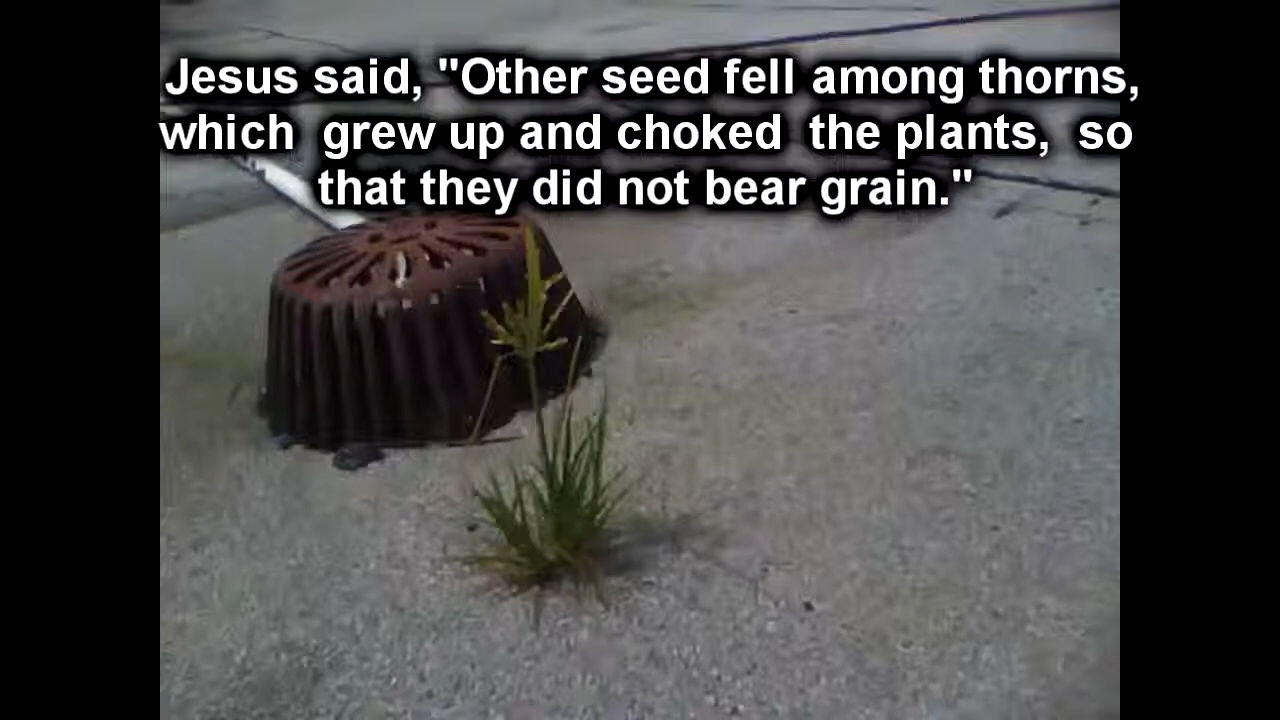 Jesus said, "Other seed fell among thorns,
which grew up and choked the plants, so
that they did not bear grain."